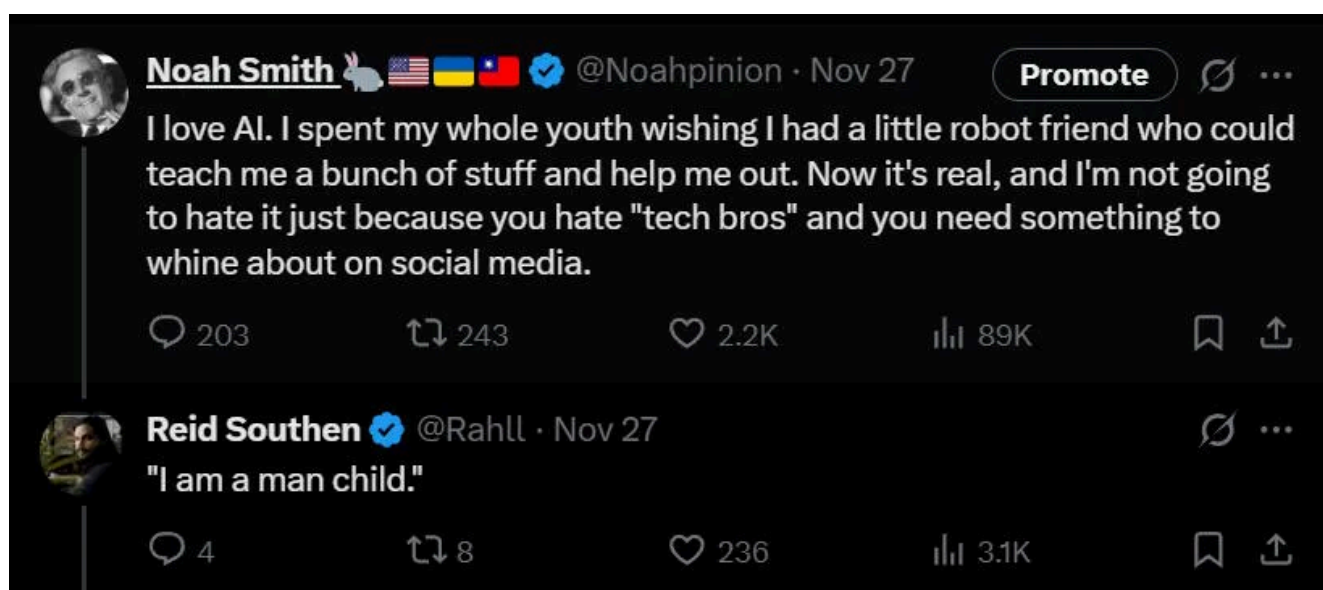 Noah Smith 🐇🇺🇸🇺🇦🇹🇼 @Noahpinion · Nov 27 Promote
I love AI. I spent my whole youth wishing I had a little robot friend who could
teach me a bunch of stuff and help me out. Now it's real, and I'm not going
to hate it just because you hate "tech bros" and you need something to
whine about on social media.
203 243 2.2K 89K
Reid Southen @Rahll · Nov 27
"I am a man child."
4 8 236 3.1K